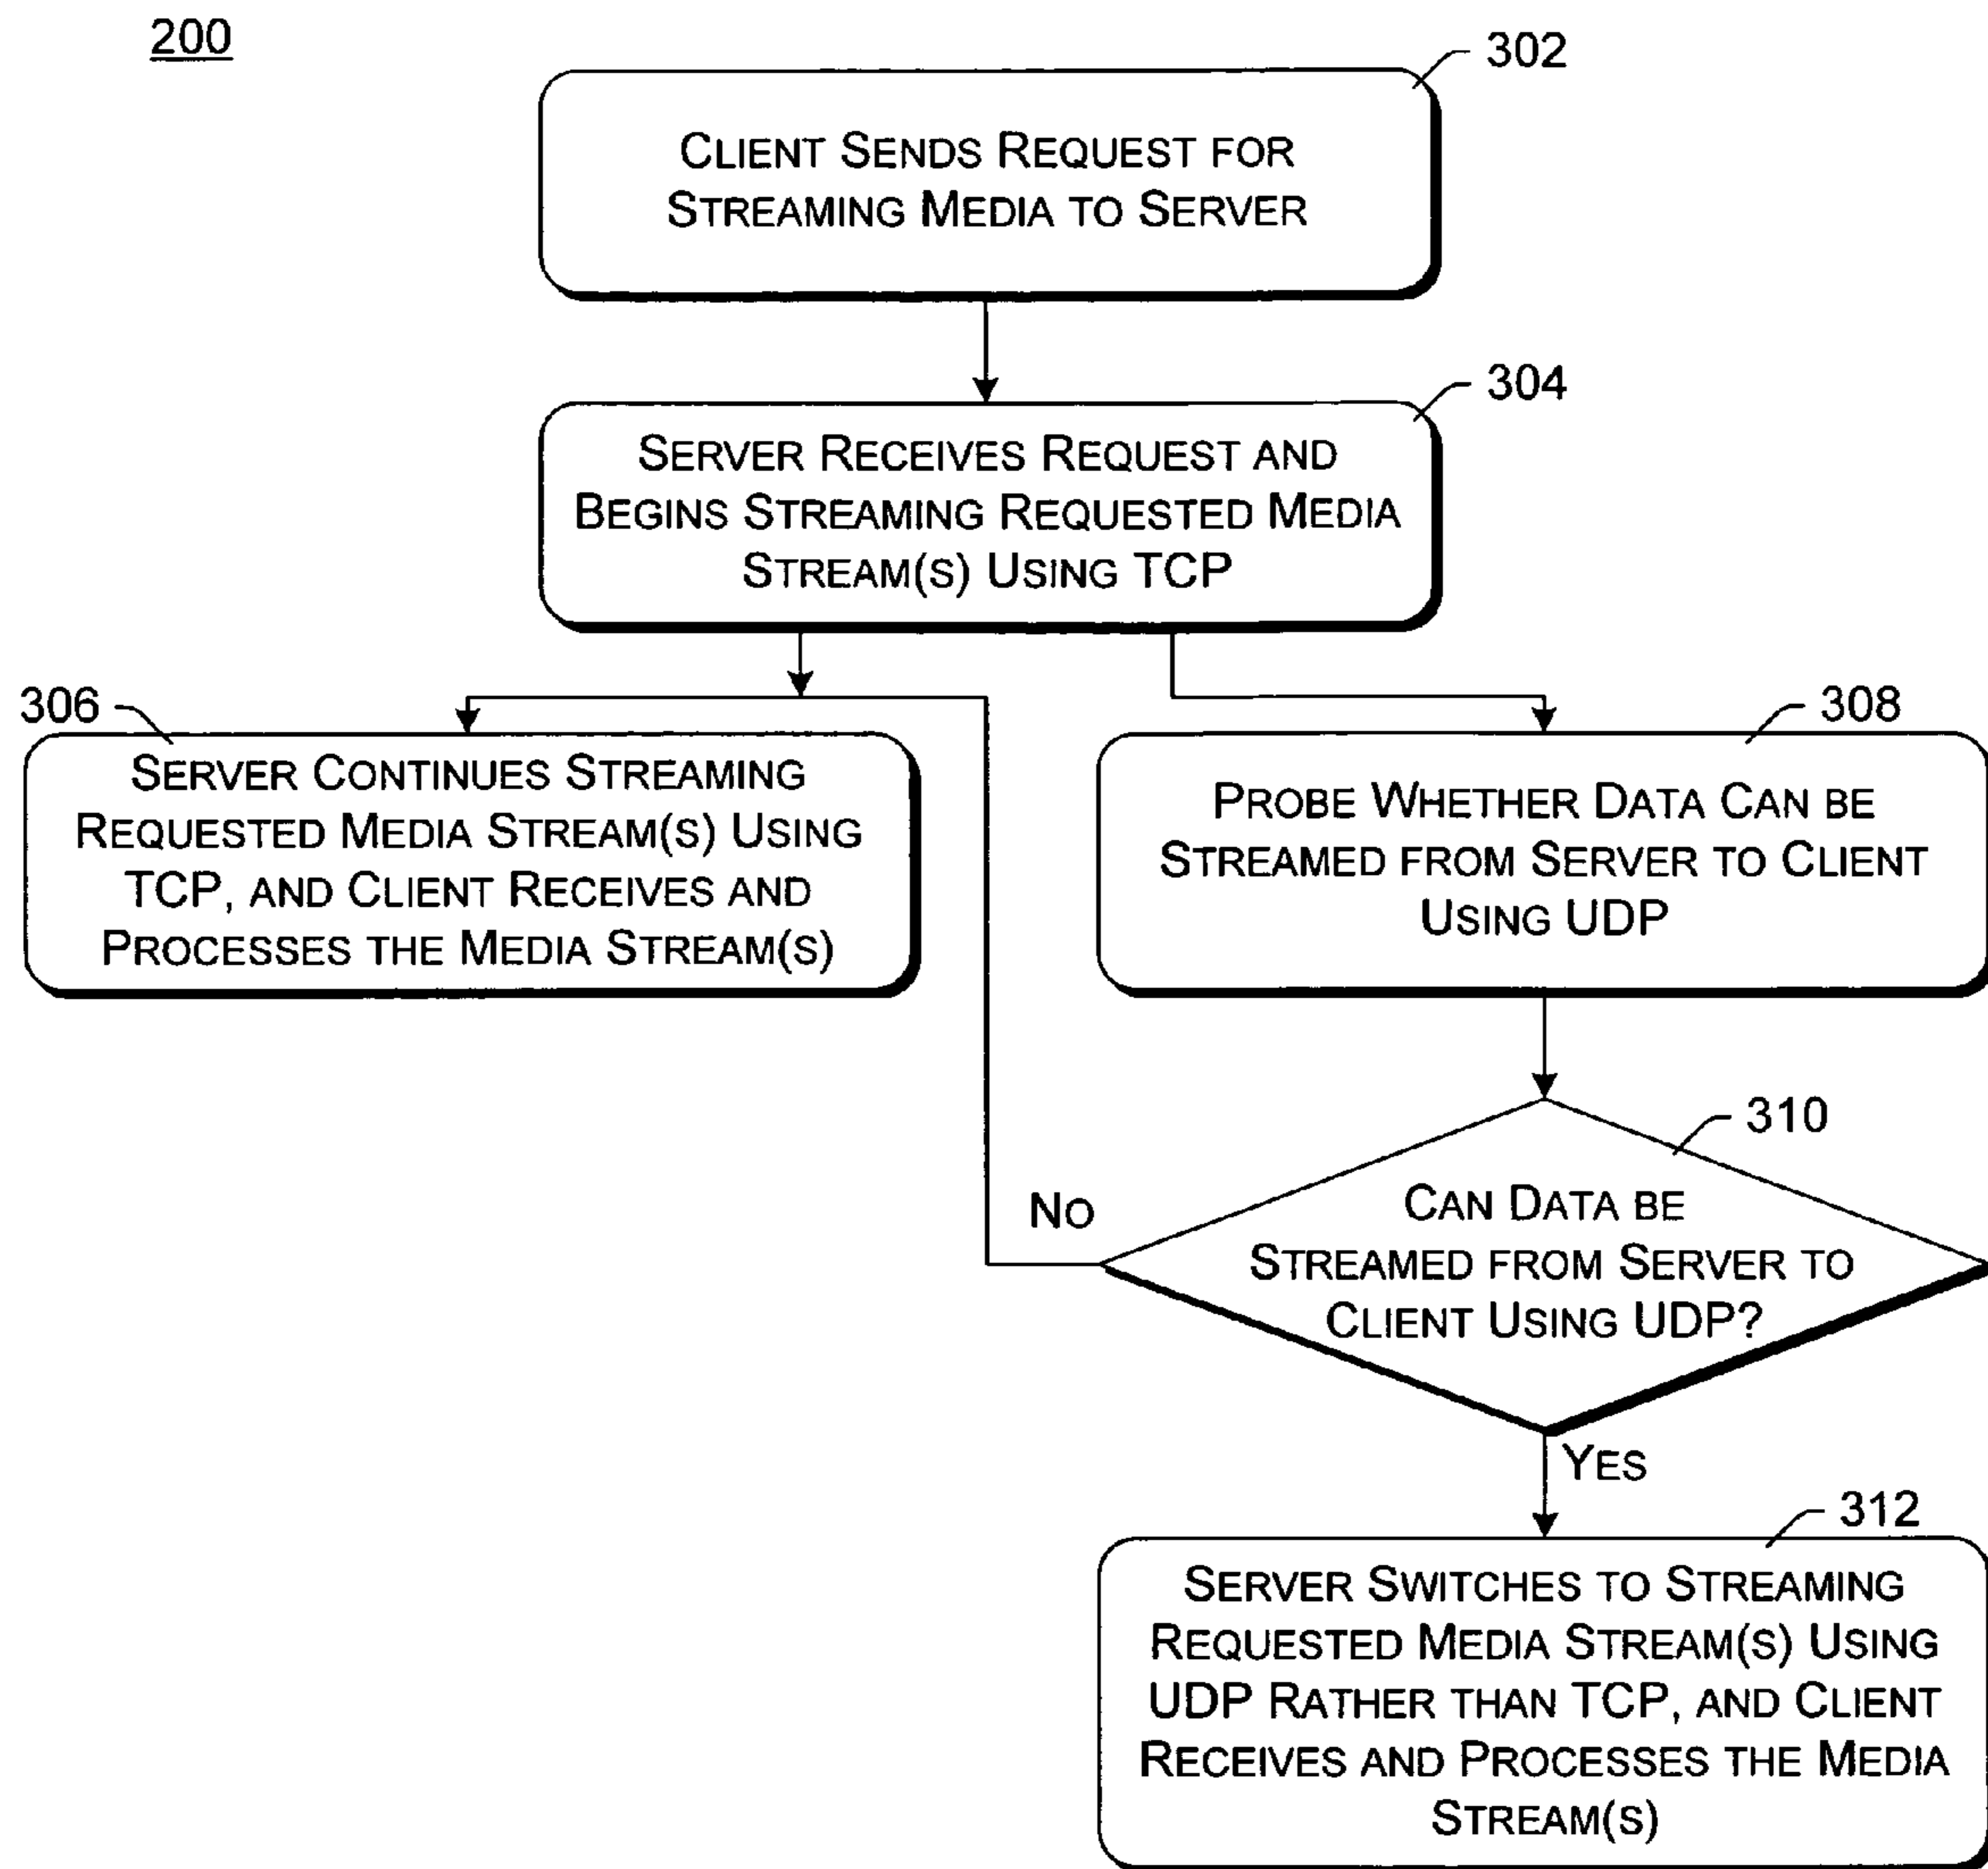 200
302
CLIENT SENDS REQUEST FOR
STREAMING MEDIA TO SERVER
304
SERVER RECEIVES REQUEST AND
BEGINS STREAMING REQUESTED MEDIA
STREAM(S) USING TCP
306
SERVER CONTINUES STREAMING
REQUESTED MEDIA STREAM(S) USING
TCP, AND CLIENT RECEIVES AND
PROCESSES THE MEDIA STREAM(S)
308
PROBE WHETHER DATA CAN BE
STREAMED FROM SERVER TO CLIENT
USING UDP
310
CAN DATA BE
STREAMED FROM SERVER TO
CLIENT USING UDP?
NO
YES
312
SERVER SWITCHES TO STREAMING
REQUESTED MEDIA STREAM(S) USING
UDP RATHER THAN TCP, AND CLIENT
RECEIVES AND PROCESSES THE MEDIA
STREAM(S)